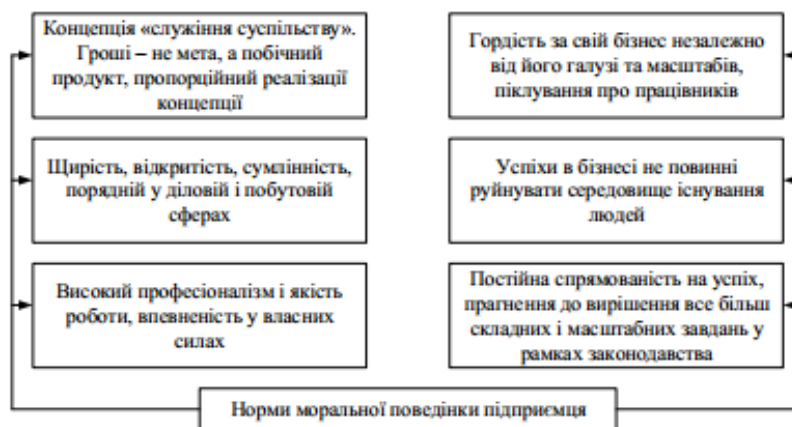 Концепція «служіння суспільству».
Гроші – не мета, а побічний
продукт, пропорційний реалізації
концепції
Гордість за свій бізнес незалежно
від його галузі та масштабів,
піклування про працівників
Щирість, відкритість, сумлінність,
порядній у діловій і побутовій
сферах
Успіхи в бізнесі не повинні
руйнувати середовище існування
людей
Високий професіоналізм і якість
роботи, впевненість у власних
силах
Постійна спрямованість на успіх,
прагнення до вирішення все більш
складних і масштабних завдань у
рамках законодавства
Норми моральної поведінки підприємця